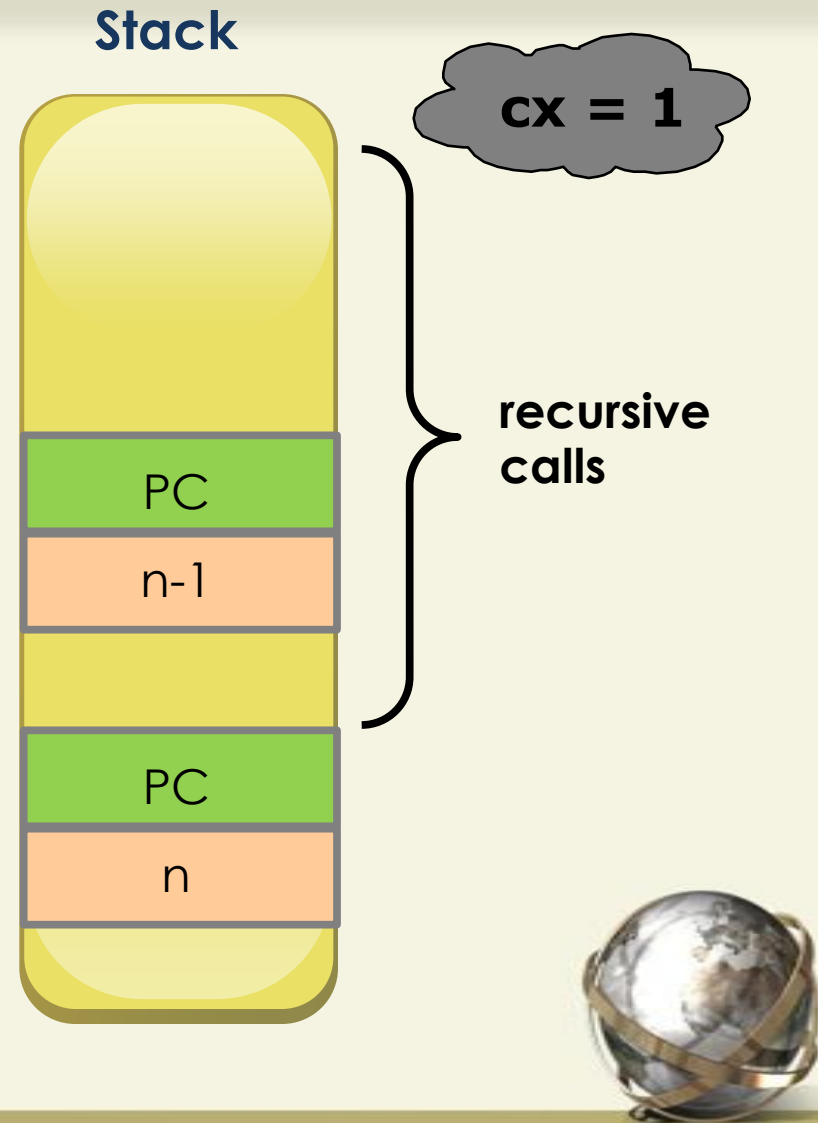 Stack
cx = 1
recursive
calls
PC
n-1
PC
n